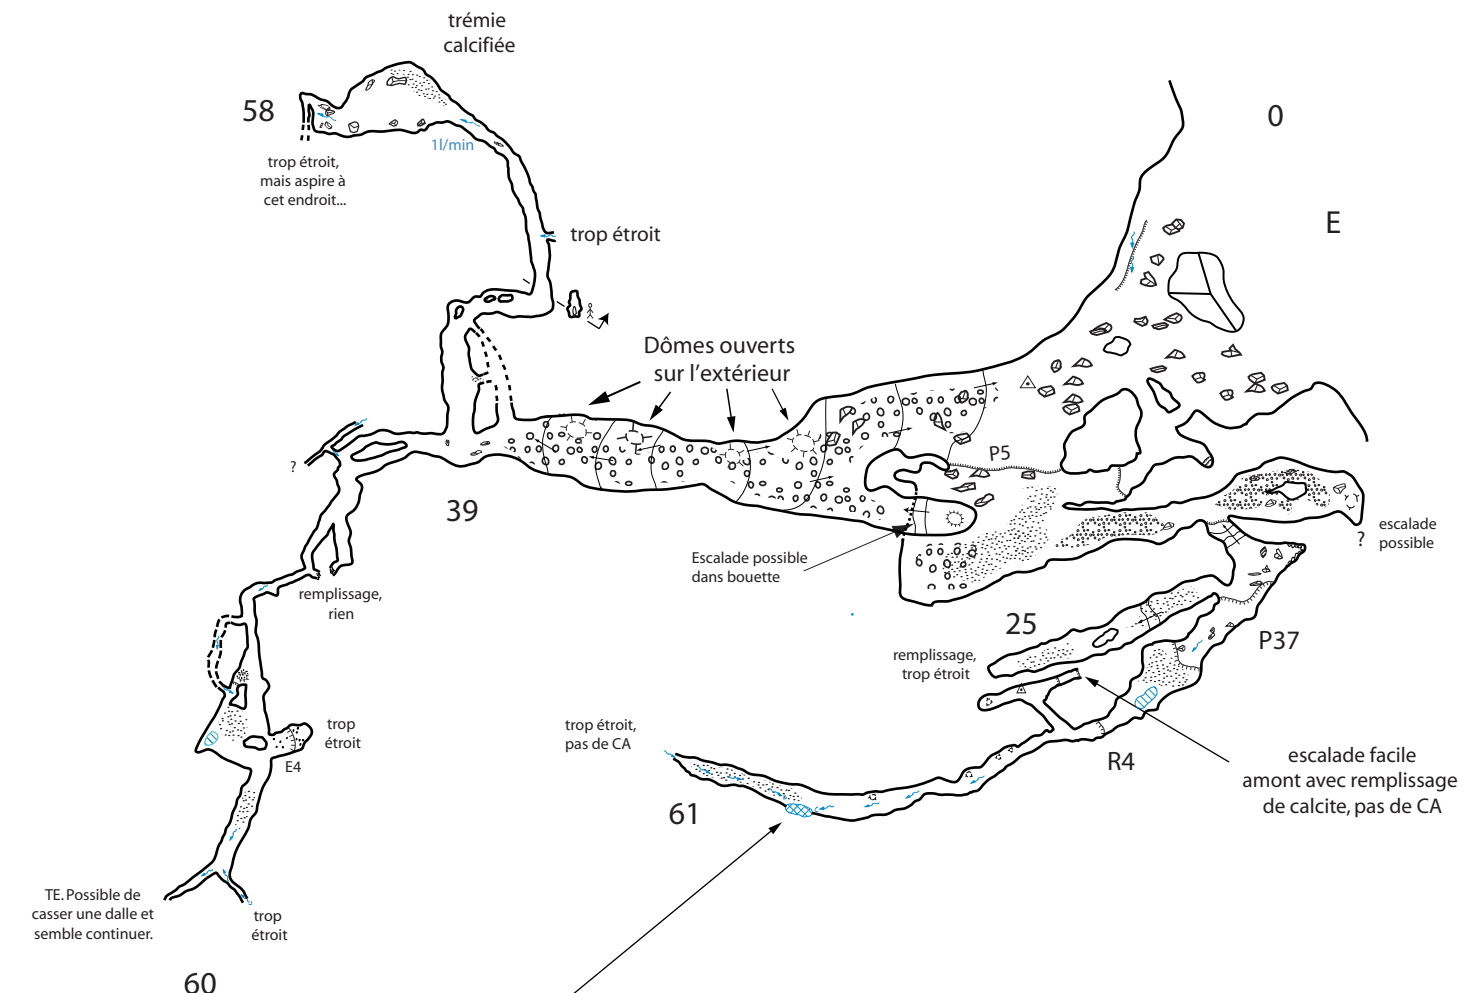 trémie
calcifiée
58
0
1l/min
trop étroit,
mais aspire à
cet endroit...
E
trop étroit
Dômes ouverts
sur l'extérieur
P5
?
39
escalade
possible
?
Escalade possible
dans bouette
remplissage,
rien
25
P37
remplissage,
trop étroit
trop étroit,
pas de CA
trop
étroit
E4
R4
escalade facile
amont avec remplissage
de calcite, pas de CA
61
TE. Possible de
casser une dalle et
semble continuer.
trop
étroit
60